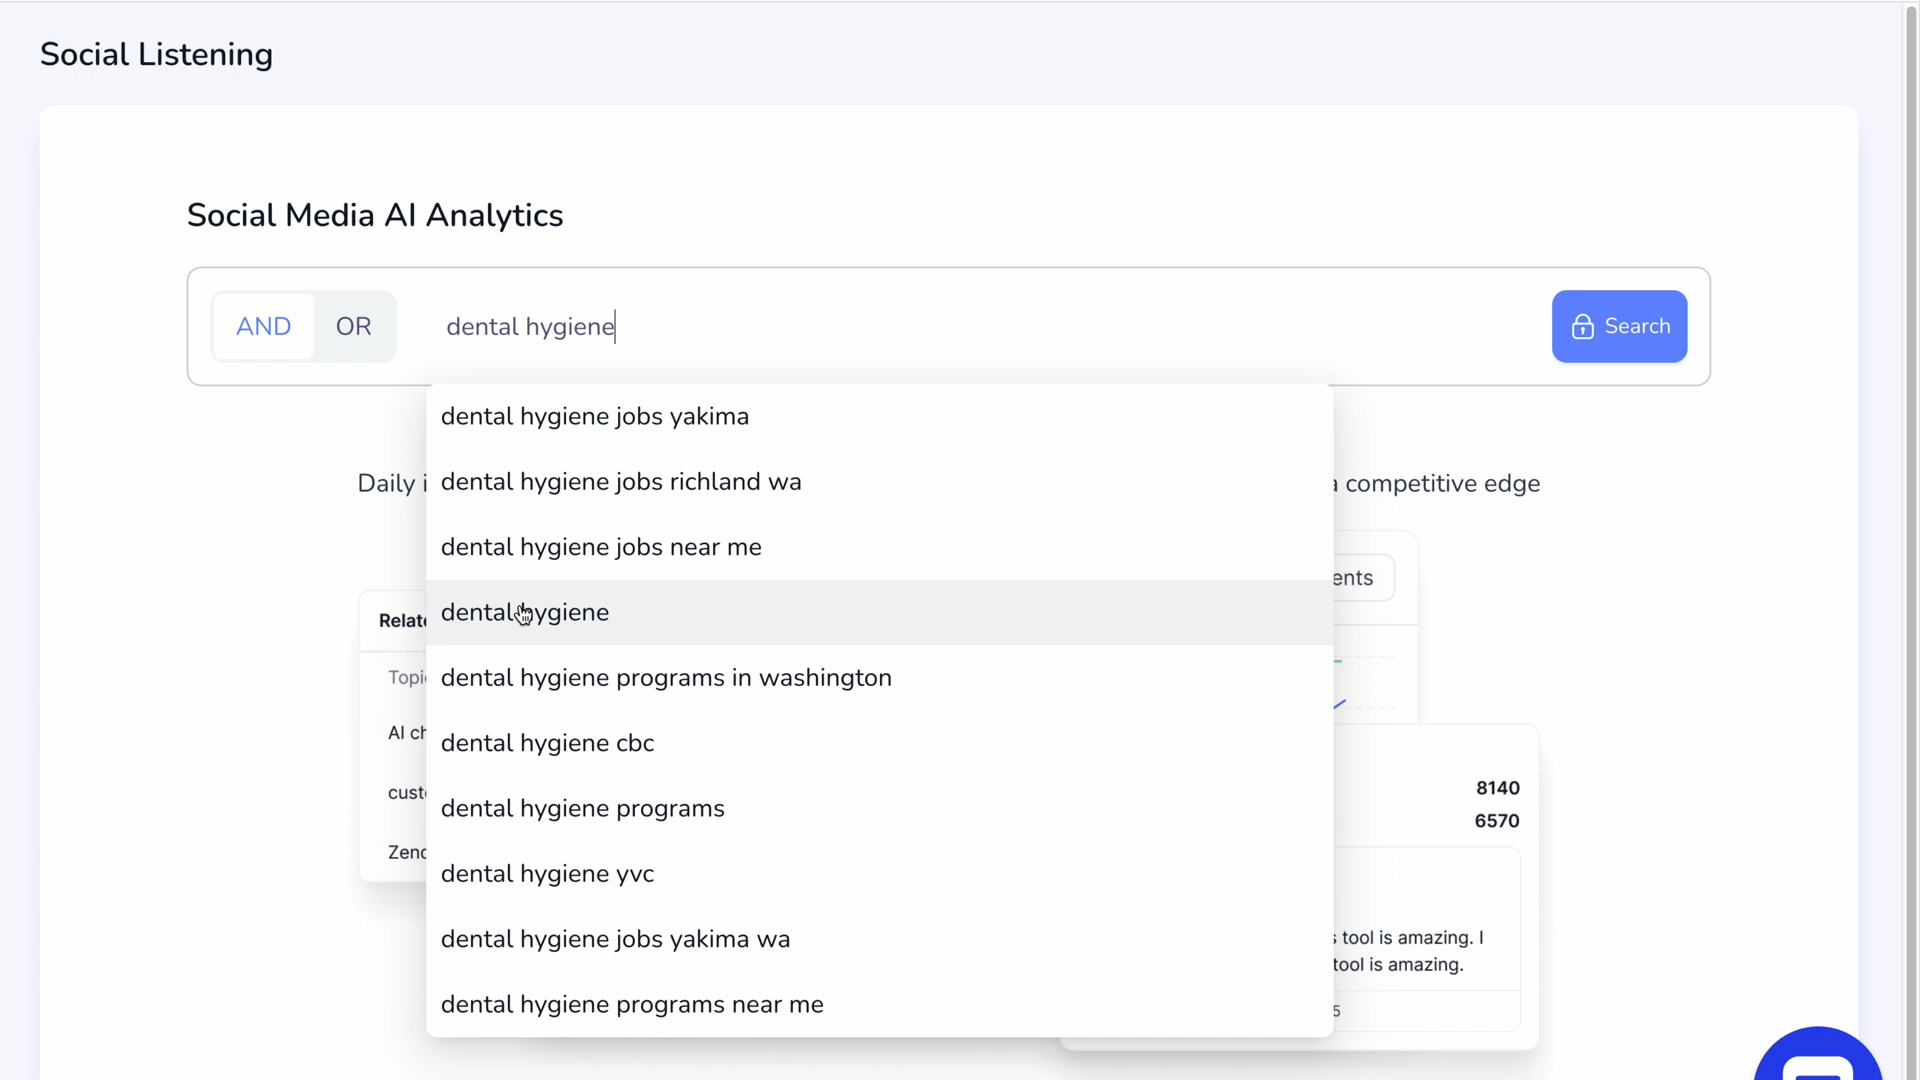 Social Listening
Social Media AI Analytics
AND OR dental hygiene Search
dental hygiene jobs yakima
dental hygiene jobs richland wa
Daily competitive edge
dental hygiene jobs near me
ents
dental hygiene
Relate
Topi
dental hygiene programs in washington
AI ch
dental hygiene cbc
custo
8140
dental hygiene programs
6570
Zend
dental hygiene yvc
dental hygiene jobs yakima wa
tool is amazing. I
tool is amazing.
dental hygiene programs near me
5